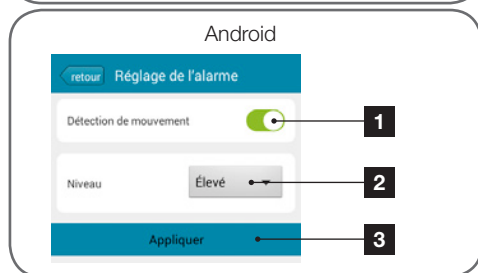 Android
retour Réglage de l'alarme
Détection de mouvement
1
Niveau Élevé
2
Appliquer
3